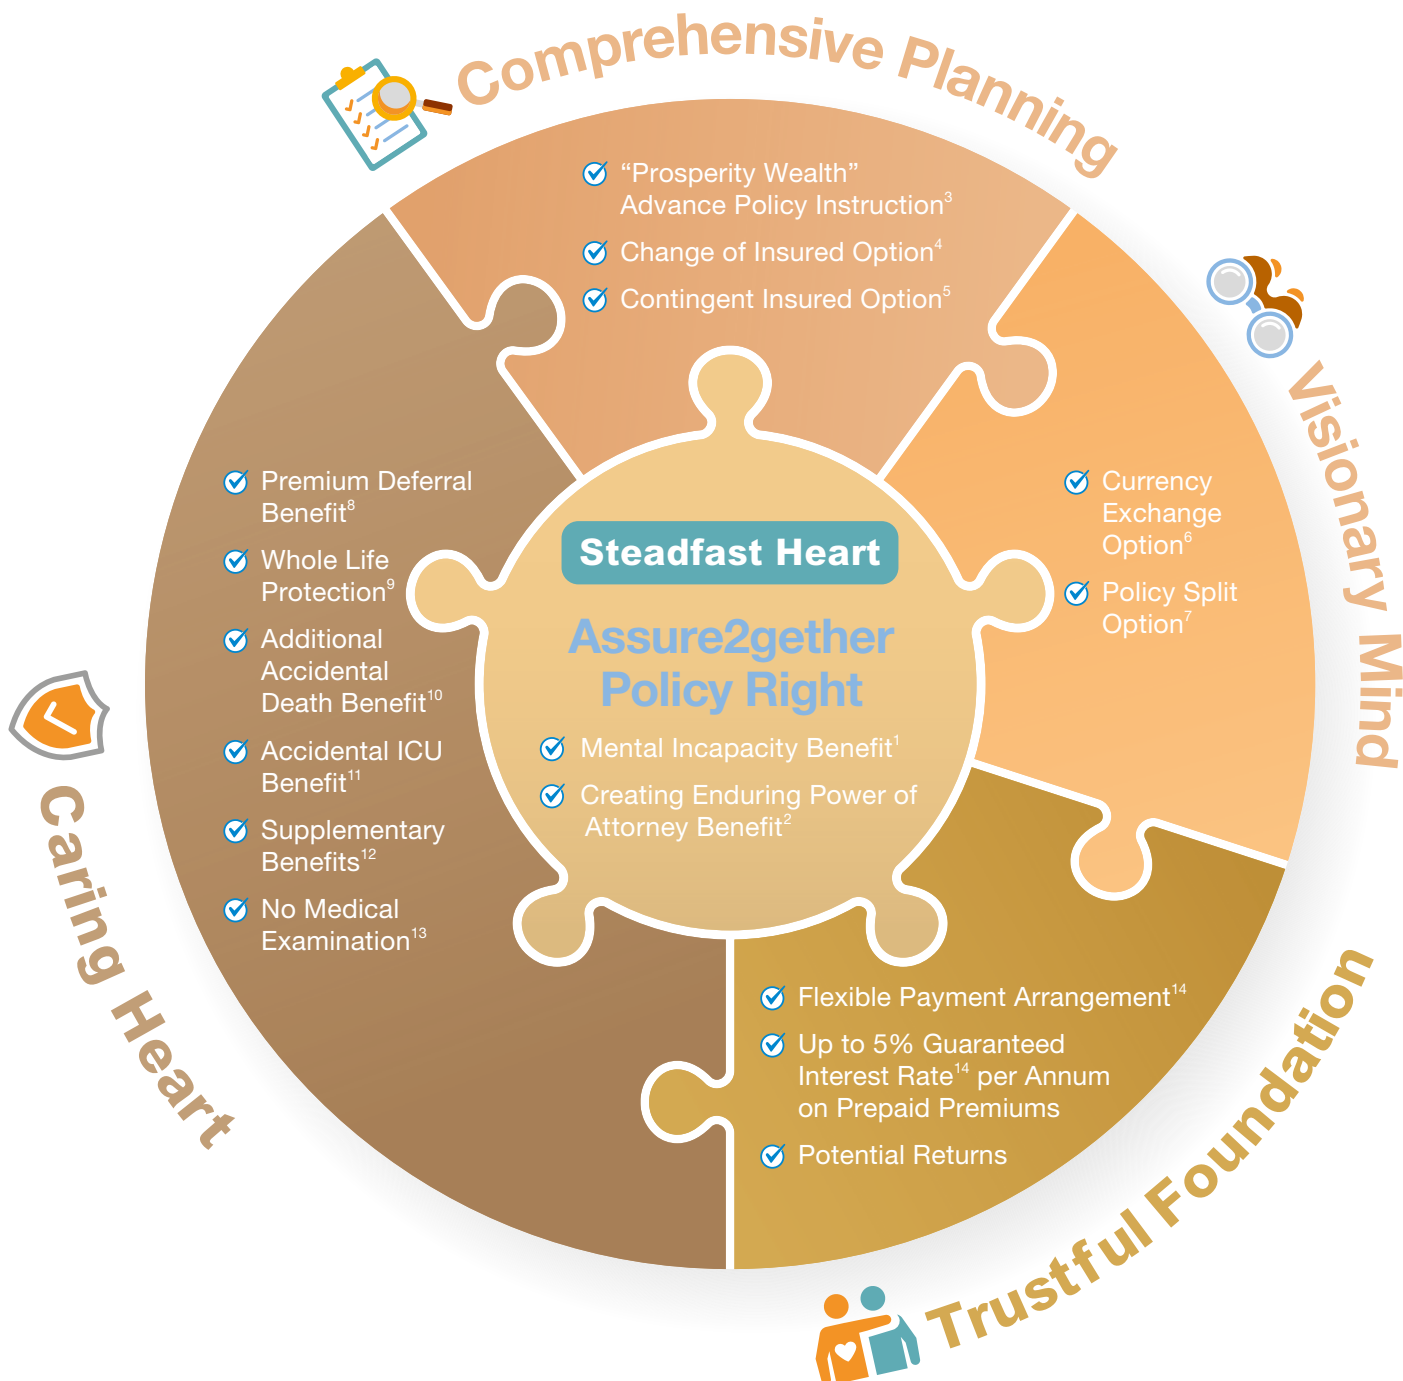 Comprehensive Planning
“Prosperity Wealth”
Advance Policy Instruction3
Change of Insured Option4
Contingent Insured Option5
Visionary Mind
Currency
Exchange
Option6
Policy Split
Option7
Steadfast Heart
Assure2gether
Policy Right
Mental Incapacity Benefit1
Creating Enduring Power of
Attorney Benefit2
Caring Heart
Premium Deferral
Benefit8
Whole Life
Protection9
Additional
Accidental
Death Benefit10
Accidental ICU
Benefit11
Supplementary
Benefits12
No Medical
Examination13
Trustful Foundation
Flexible Payment Arrangement14
Up to 5% Guaranteed
Interest Rate14 per Annum
on Prepaid Premiums
Potential Returns